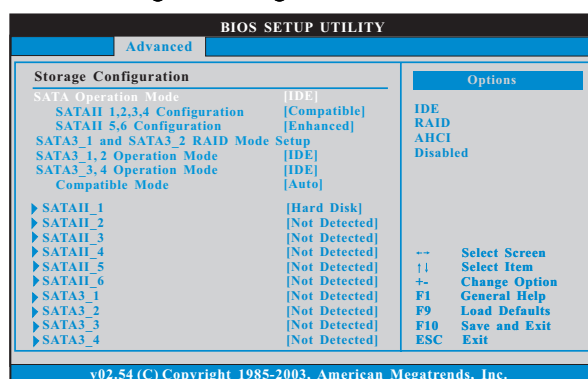 BIOS SETUP UTILITY
Advanced
Storage Configuration
SATA Operation Mode [IDE]
SATAII 1,2,3,4 Configuration [Compatible]
SATAII 5,6 Configuration [Enhanced]
SATA3_1 and SATA3_2 RAID Mode Setup
SATA3_1, 2 Operation Mode [IDE]
SATA3_3, 4 Operation Mode [IDE]
Compatible Mode [Auto]
SATAII_1 [Hard Disk]
SATAII_2 [Not Detected]
SATAII_3 [Not Detected]
SATAII_4 [Not Detected]
SATAII_5 [Not Detected]
SATAII_6 [Not Detected]
SATA3_1 [Not Detected]
SATA3_2 [Not Detected]
SATA3_3 [Not Detected]
SATA3_4 [Not Detected]
Options
IDE
RAID
AHCI
Disabled
←→ Select Screen
↑↓ Select Item
+- Change Option
F1 General Help
F9 Load Defaults
F10 Save and Exit
ESC Exit
v02.54 (C) Copyright 1985-2003, American Megatrends, Inc.